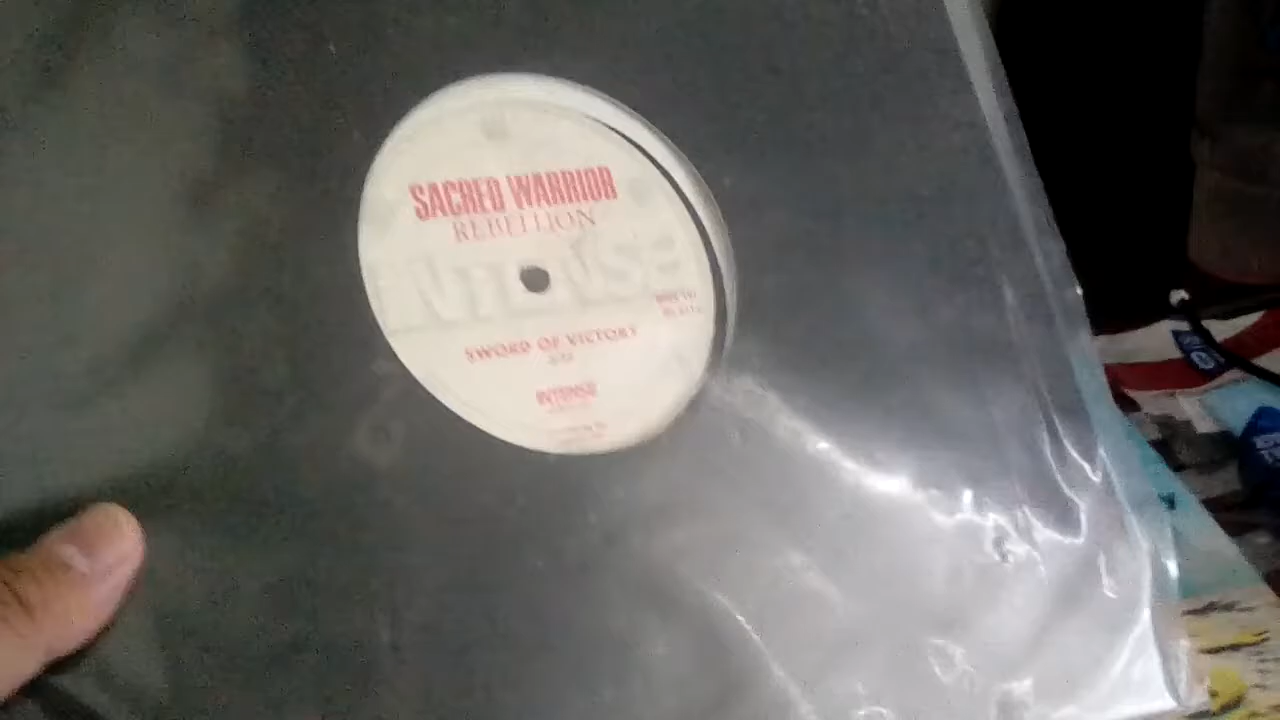 SACRED WARRIOR
REBELLION
INTENSE
SWORD OF VICTORY
INTENSE